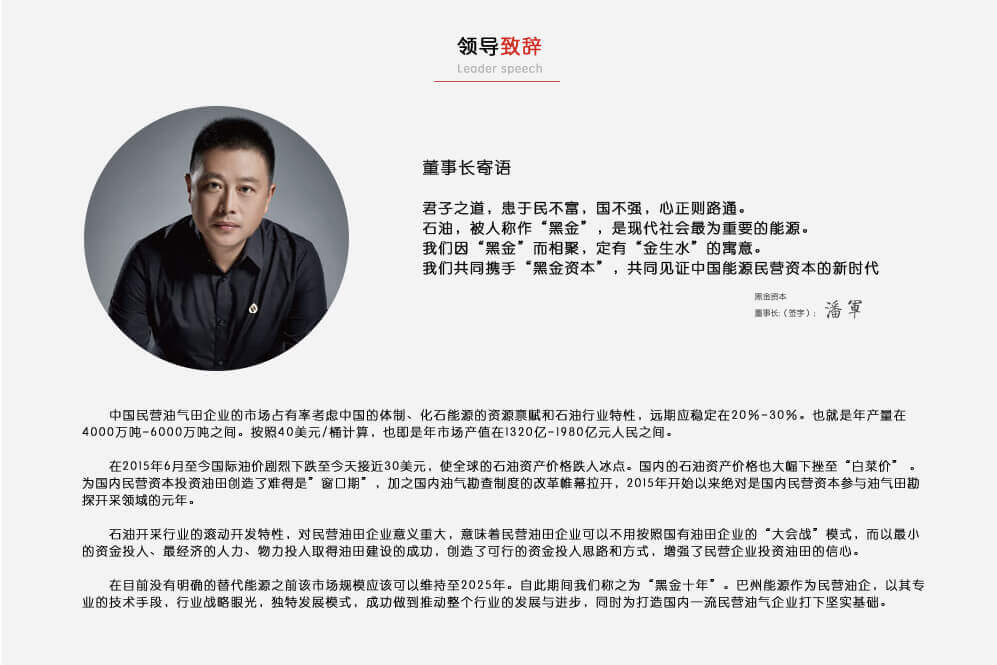 领导致辞
Leader speech
董事长寄语
君子之道，患于民不富，国不强，心正则路通。
石油，被人称作“黑金”，是现代社会最为重要的能源。
我们因“黑金”而相聚，定有“金生水”的寓意。
我们共同携手“黑金资本”，共同见证中国能源民营资本的新时代
黑金资本
董事长:（签字）: 潘军
中国民营油气田企业的市场占有率考虑中国的体制、化石能源的资源禀赋和石油行业特性，远期应稳定在20%-30%。也就是年产量在
4000万吨-6000万吨之间。按照40美元/桶计算，也即是年市场产值在1320亿-1980亿元人民之间。
在2015年6月至今国际油价剧烈下跌至今天接近30美元，使全球的石油资产价格跌入冰点。国内的石油资产价格也大幅下挫至“白菜价” 。
为国内民营资本投资油田创造了难得是”窗口期”，加之国内油气勘查制度的改革帷幕拉开，2015年开始以来绝对是国内民营资本参与油气田勘
探开采领域的元年。
石油开采行业的滚动开发特性，对民营油田企业意义重大，意味着民营油田企业可以不用按照国有油田企业的“大会战”模式，而以最小
的资金投入、最经济的人力、物力投入取得油田建设的成功，创造了可行的资金投入思路和方式，增强了民营企业投资油田的信心。
在目前没有明确的替代能源之前该市场规模应该可以维持至2025年。自此期间我们称之为“黑金十年”。巴州能源作为民营油企，以其专
业的技术手段，行业战略眼光，独特发展模式，成功做到推动整个行业的发展与进步，同时为打造国内一流民营油气企业打下坚实基础。